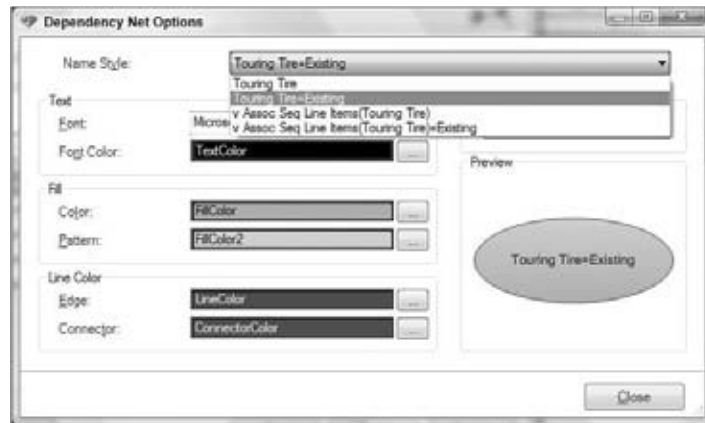 Dependency Net Options
Name Style: Touring Tire=Existing
Touring Tire
Touring Tire=Existing
v Assoc Seq Line Items(Touring Tire)
v Assoc Seq Line Items(Touring Tire)=Existing
Text
Font:
Font Color: TextColor ...
Preview
Fill
Color: FillColor ...
Pattern: FillColor2 ...
Touring Tire=Existing
Line Color
Edge: LineColor ...
Connector: ConnectorColor ...
Close